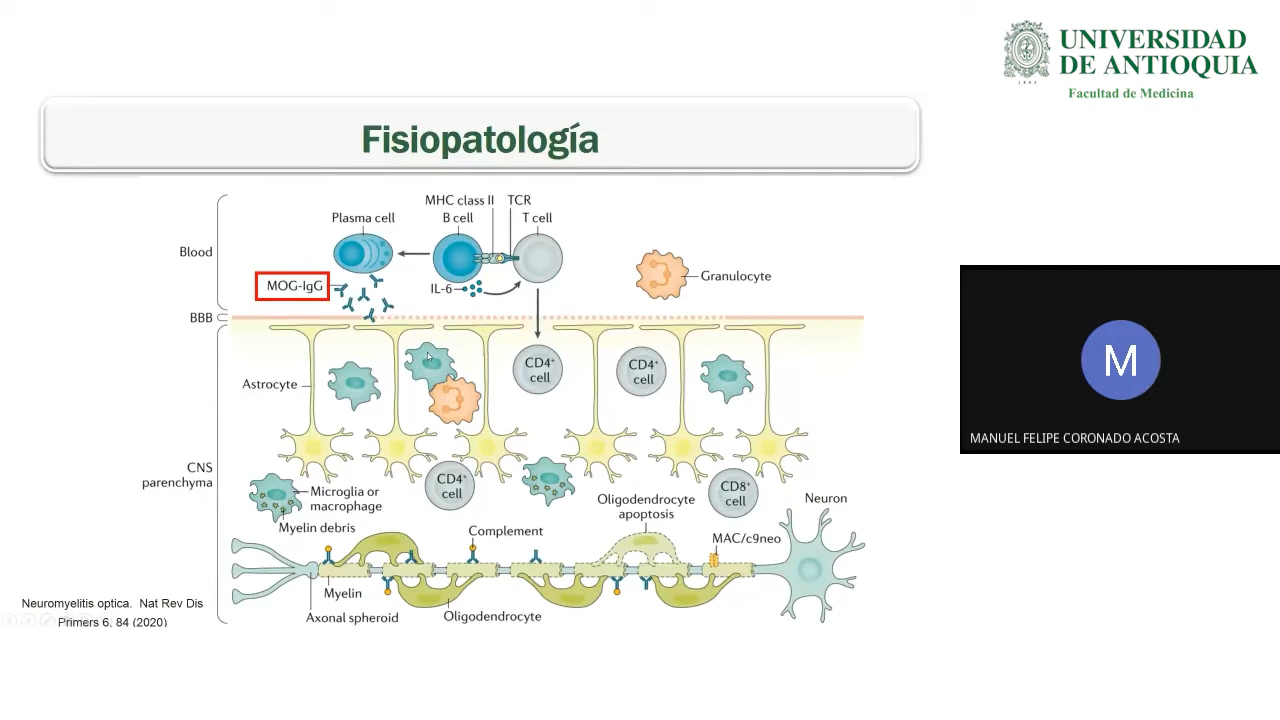 UNIVERSIDAD
DE ANTIOQUIA
1803
Facultad de Medicina
Fisiopatología
MHC class II TCR
Plasma cell B cell T cell
Blood
MOG-IgG
IL-6
Granulocyte
BBB
CD4+
cell
CD4+
cell
Astrocyte
CNS
parenchyma
CD4+
cell
CD8+
cell
Microglia or
macrophage
Myelin debris
Oligodendrocyte
apoptosis
Neuron
Complement
MAC/c9neo
Myelin
Axonal spheroid
Oligodendrocyte
Neuromyelitis optica. Nat Rev Dis
Primers 6, 84 (2020)
M
MANUEL FELIPE CORONADO ACOSTA